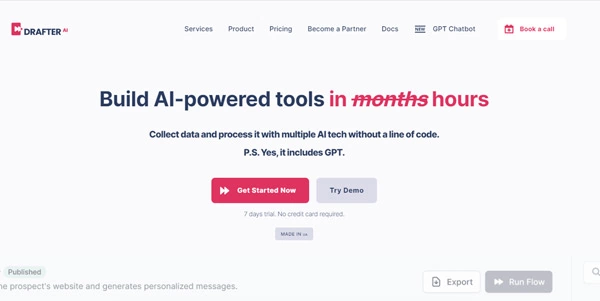 DRAFTER AI
Services Product Pricing Become a Partner Docs NEW GPT Chatbot Book a call
Build AI-powered tools in months hours
Collect data and process it with multiple AI tech without a line of code.
P.S. Yes, it includes GPT.
Get Started Now Try Demo
7 days trial. No credit card required.
MADE IN
Published
ne prospect's website and generates personalized messages.
Export Run Flow